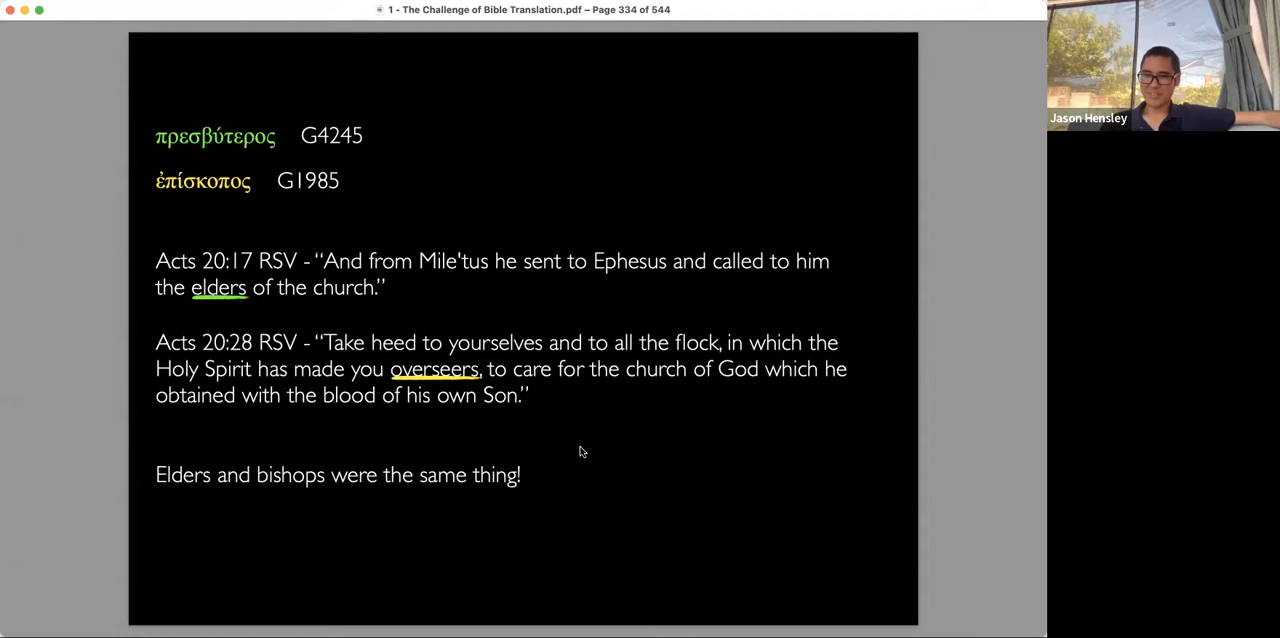 1 - The Challenge of Bible Translation.pdf – Page 334 of 544
Jason Hensley
πρεσβύτερος G4245
ἐπίσκοπος G1985
Acts 20:17 RSV - “And from Mile'tus he sent to Ephesus and called to him
the elders of the church.”
Acts 20:28 RSV - “Take heed to yourselves and to all the flock, in which the
Holy Spirit has made you overseers, to care for the church of God which he
obtained with the blood of his own Son.”
Elders and bishops were the same thing!